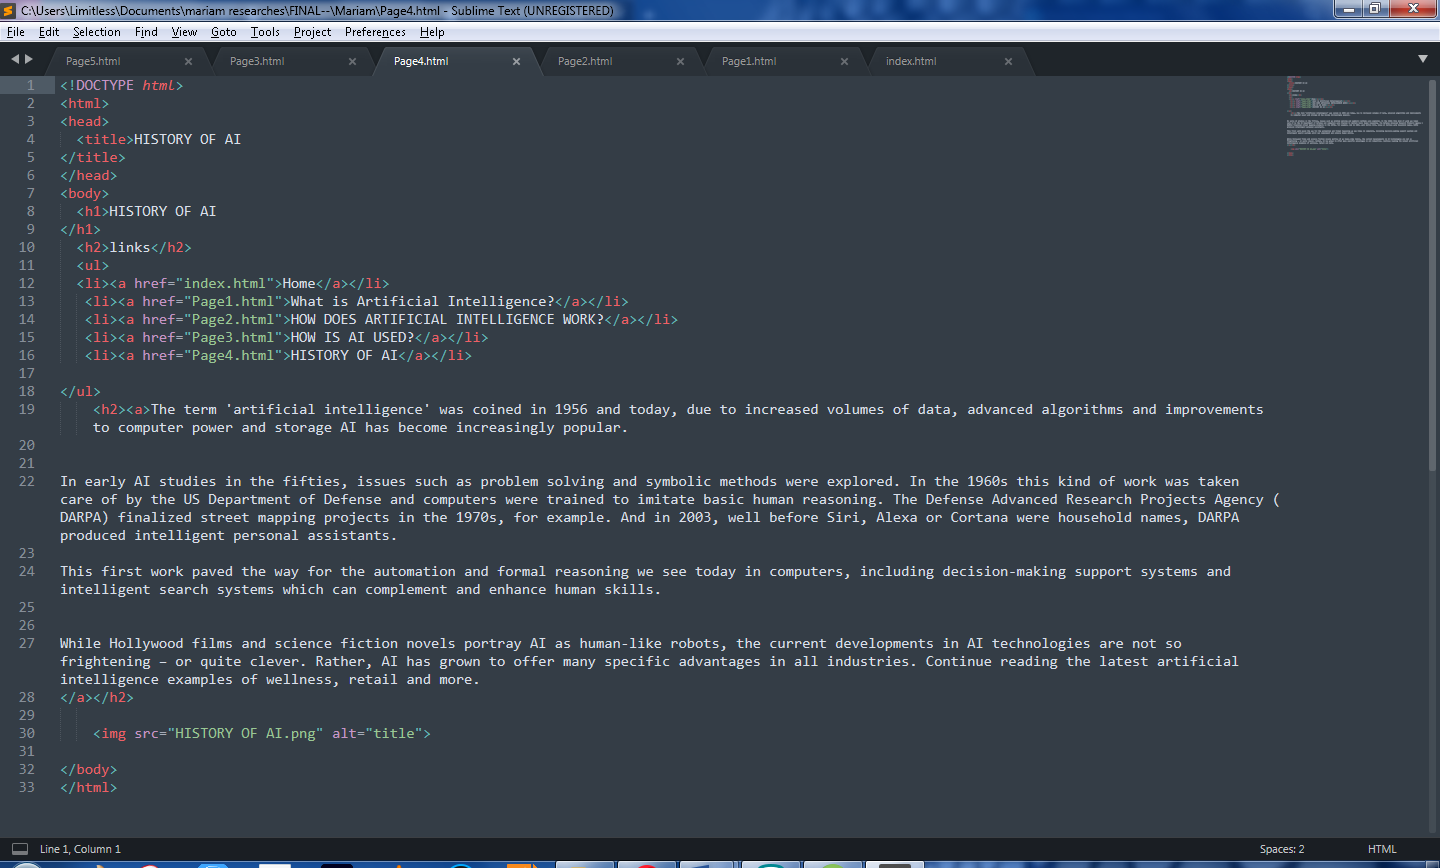 C:\Users\Limitless\Documents\mariam researches\FINAL--\Mariam\Page4.html - Sublime Text (UNREGISTERED)
File Edit Selection Find View Goto Tools Project Preferences Help
Page5.html Page3.html Page4.html Page2.html Page1.html index.html
1 <!DOCTYPE html>
2 <html>
3 <head>
4 <title>HISTORY OF AI
5 </title>
6 </head>
7 <body>
8 <h1>HISTORY OF AI
9 </h1>
10 <h2>links</h2>
11 <ul>
12 <li><a href="index.html">Home</a></li>
13 <li><a href="Page1.html">What is Artificial Intelligence?</a></li>
14 <li><a href="Page2.html">HOW DOES ARTIFICIAL INTELLIGENCE WORK?</a></li>
15 <li><a href="Page3.html">HOW IS AI USED?</a></li>
16 <li><a href="Page4.html">HISTORY OF AI</a></li>
17
18 </ul>
19 <h2><a>The term 'artificial intelligence' was coined in 1956 and today, due to increased volumes of data, advanced algorithms and improvements
to computer power and storage AI has become increasingly popular.
20
21
22 In early AI studies in the fifties, issues such as problem solving and symbolic methods were explored. In the 1960s this kind of work was taken
care of by the US Department of Defense and computers were trained to imitate basic human reasoning. The Defense Advanced Research Projects Agency (
DARPA) finalized street mapping projects in the 1970s, for example. And in 2003, well before Siri, Alexa or Cortana were household names, DARPA
produced intelligent personal assistants.
23
24 This first work paved the way for the automation and formal reasoning we see today in computers, including decision-making support systems and
intelligent search systems which can complement and enhance human skills.
25
26
27 While Hollywood films and science fiction novels portray AI as human-like robots, the current developments in AI technologies are not so
frightening – or quite clever. Rather, AI has grown to offer many specific advantages in all industries. Continue reading the latest artificial
intelligence examples of wellness, retail and more.
28 </a></h2>
29
30 <img src="HISTORY OF AI.png" alt="title">
31
32 </body>
33 </html>
Line 1, Column 1 Spaces: 2 HTML